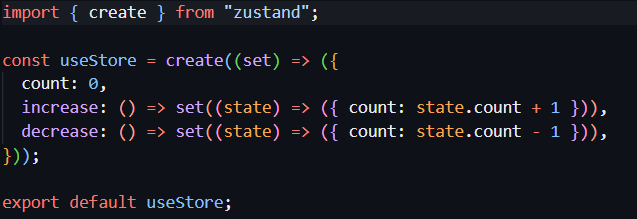 import { create } from "zustand";

const useStore = create((set) => ({
  count: 0,
  increase: () => set((state) => ({ count: state.count + 1 })),
  decrease: () => set((state) => ({ count: state.count - 1 })),
}));

export default useStore;